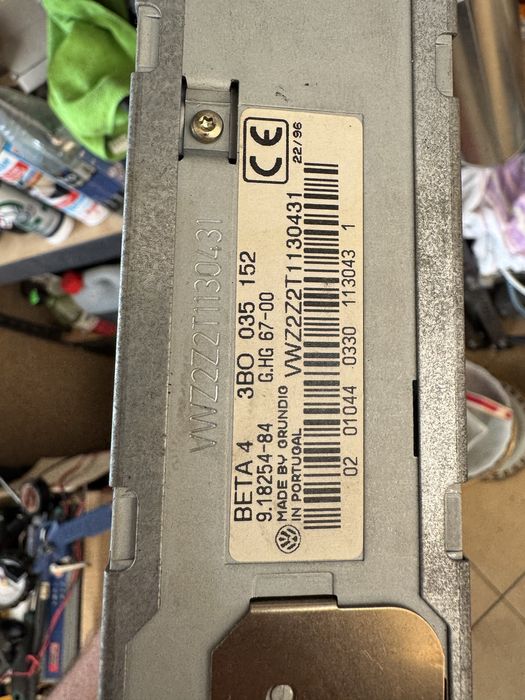 CE
22/96
BETA 4 3BO 035 152
9.18254-84 G.HG 67-00
MADE BY GRUNDIG
IN PORTUGAL
VWZ2Z2T1130431
02 01044 0330 113043 1
VWZ2Z2T1130431